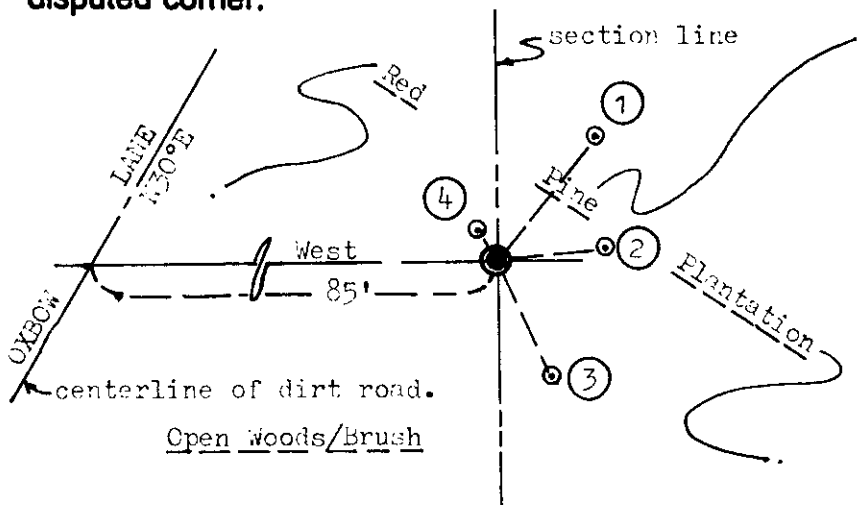 disputed corner.
section line
Red
1
LANE
N30°E
Pine
4
2
West
85'
Plantation
OXBOW
3
centerline of dirt road.
Open Woods/Brush